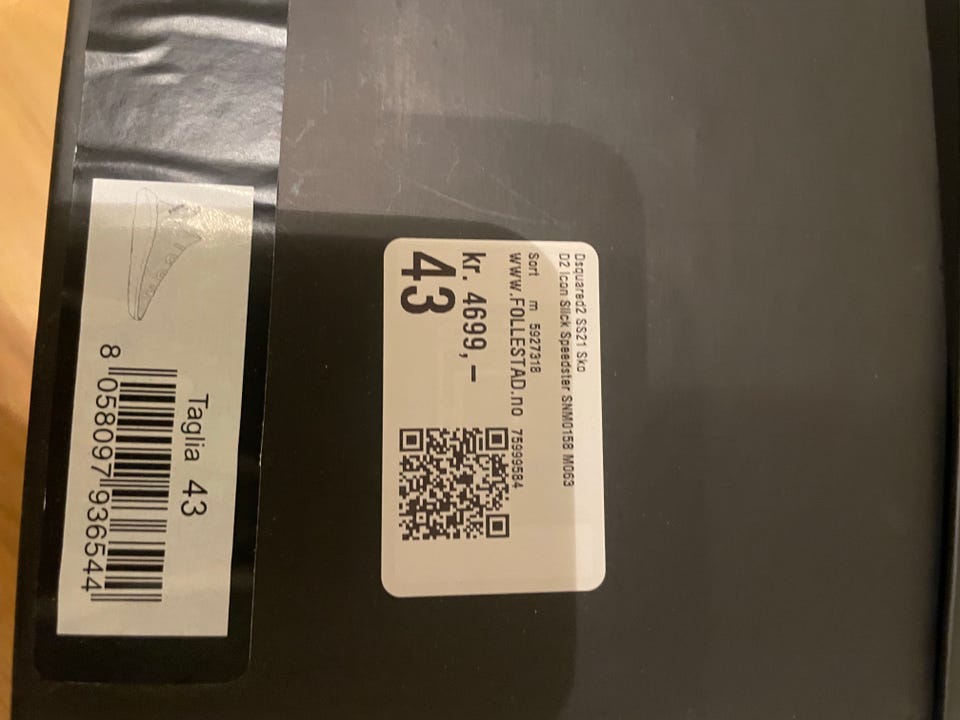 Dsquared2 SS21 Sko
D2 Icon Slick Speedster SNM0158 M063
Sort m 5927318 75999584
www.FOLLESTAD.no
kr. 4699,–
43
Taglia 43
8 058097 936544